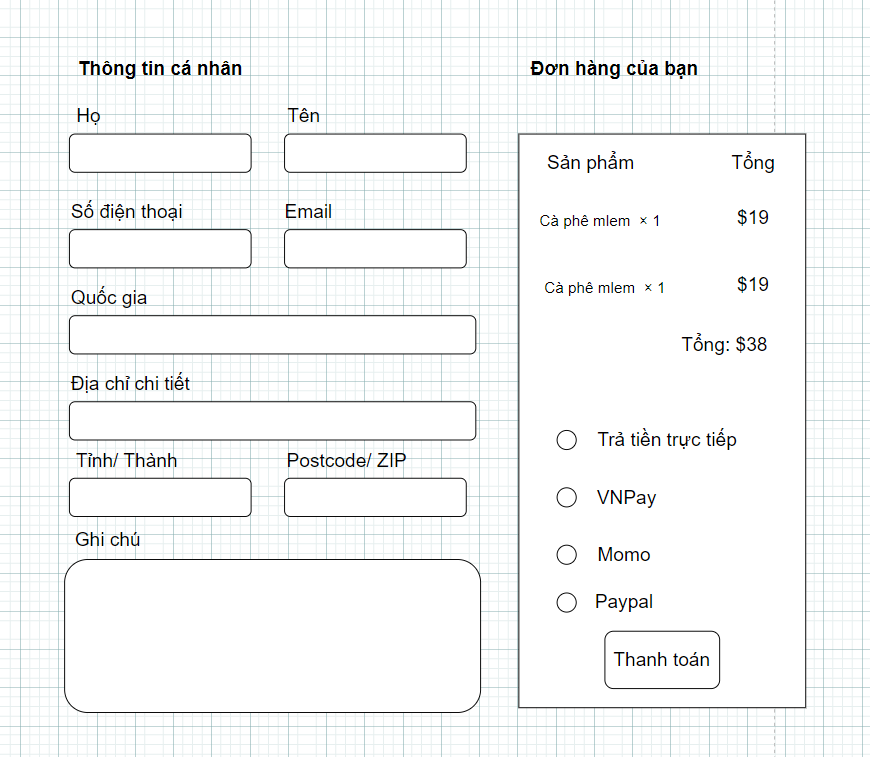 Thông tin cá nhân
Họ
Tên
Số điện thoại
Email
Quốc gia
Địa chỉ chi tiết
Tỉnh/ Thành
Postcode/ ZIP
Ghi chú
Đơn hàng của bạn
Sản phẩm
Tổng
Cà phê mlem × 1
$19
Cà phê mlem × 1
$19
Tổng: $38
Trả tiền trực tiếp
VNPay
Momo
Paypal
Thanh toán